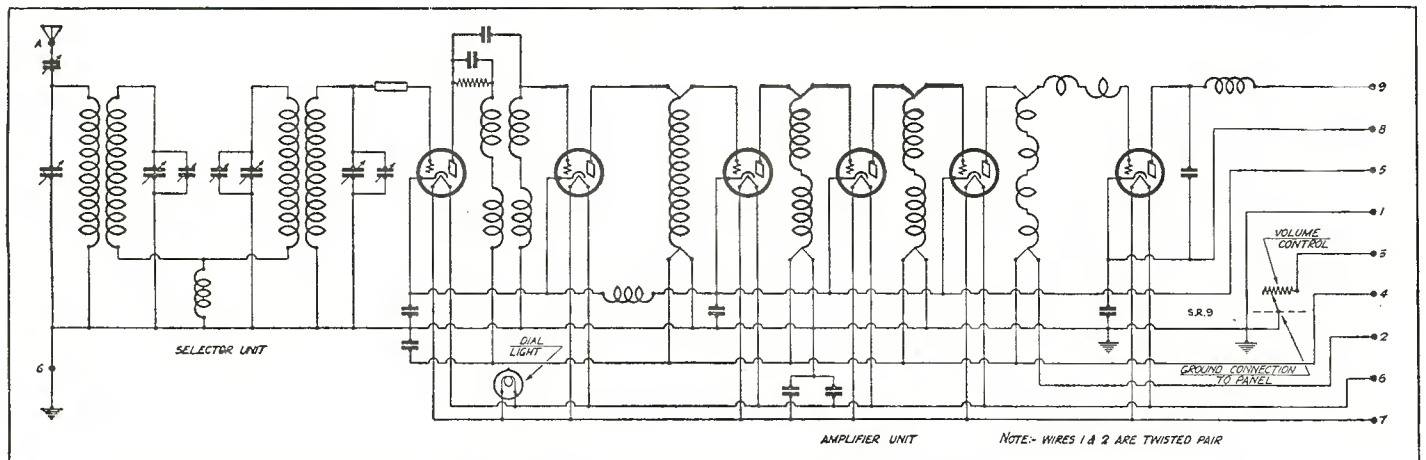 A
9
8
5
1
VOLUME
CONTROL
5
4
S.R.9
DIAL
LIGHT
2
SELECTOR UNIT
G
GROUND CONNECTION
TO PANEL
6
7
AMPLIFIER UNIT
NOTE:- WIRES 1 & 2 ARE TWISTED PAIR